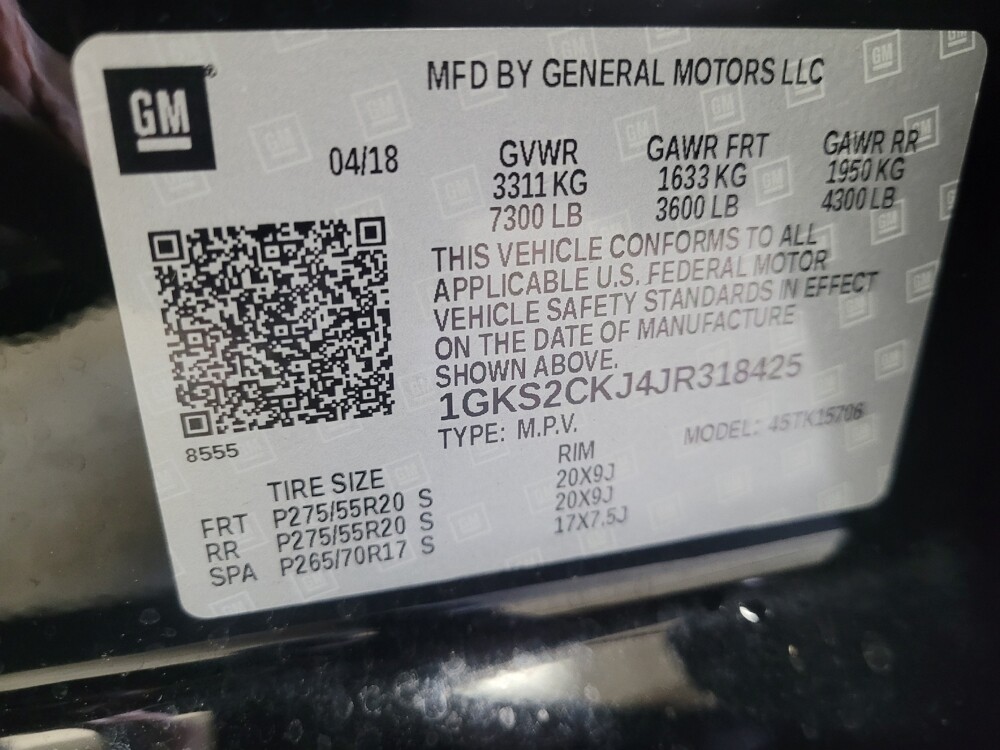 GM
MFD BY GENERAL MOTORS LLC
04/18
GVWR GAWR FRT GAWR RR
3311 KG 1633 KG 1950 KG
7300 LB 3600 LB 4300 LB
THIS VEHICLE CONFORMS TO ALL
APPLICABLE U.S. FEDERAL MOTOR
VEHICLE SAFETY STANDARDS IN EFFECT
ON THE DATE OF MANUFACTURE
SHOWN ABOVE.
1GKS2CKJ4JR318425
TYPE: M.P.V. MODEL: 4STK15706
8555
TIRE SIZE RIM
FRT P275/55R20 S 20X9J
RR P275/55R20 S 20X9J
SPA P265/70R17 S 17X7.5J